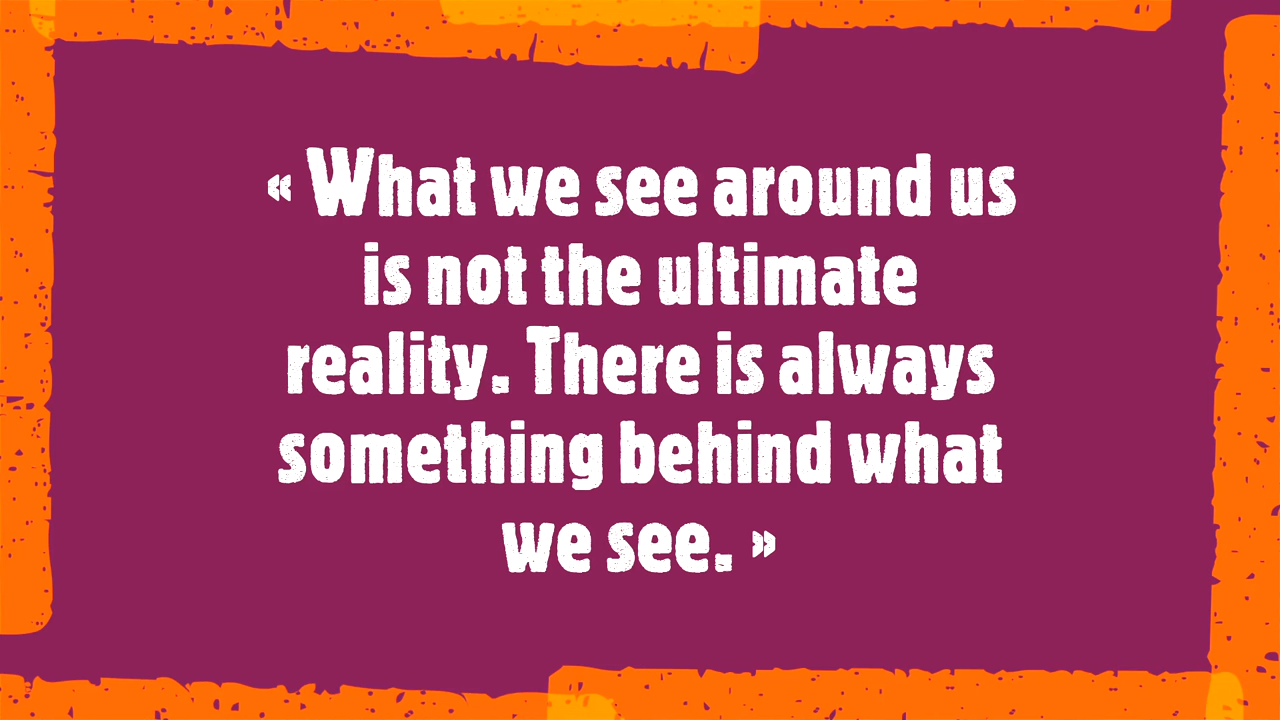 « What we see around us
is not the ultimate
reality. There is always
something behind what
we see. »